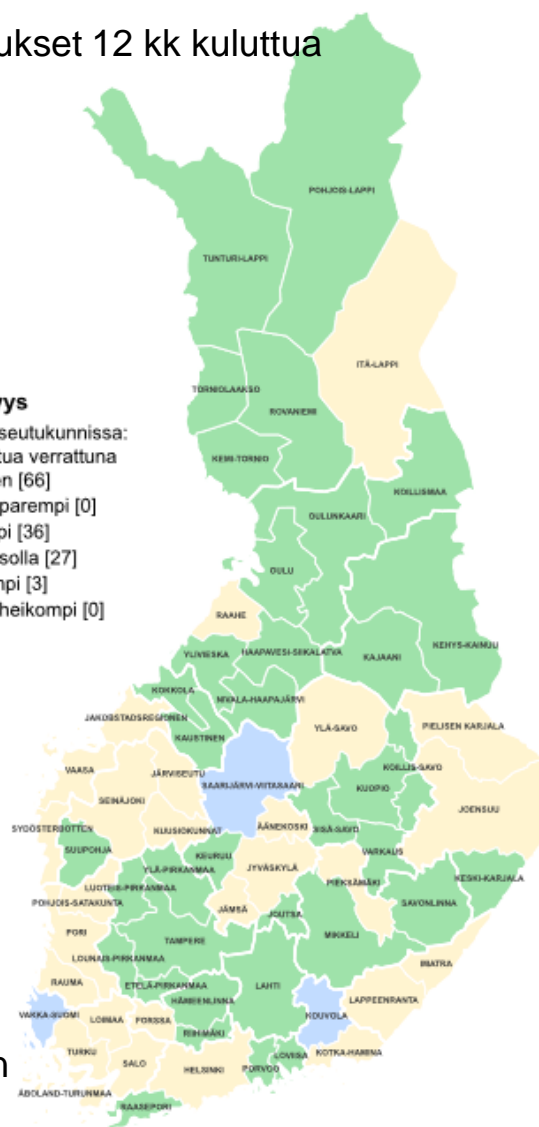 ukset 12 kk kuluttua
POHJOIS-LAPPI
TUNTURI-LAPPI
ITÄ-LAPPI
TORNIOLAAKSO
ROVANIEMI
yys
seutukunnissa:
tua verrattuna
en [66]
parempi [0]
pi [36]
solla [27]
mpi [3]
heikompi [0]
KEMI-TORNIO
KOILLISMAA
OULUNKAARI
OULU
RAAHE
YLIVIESKA
HAAPAVESI-SIIKALATVA
KAJAANI
KEHYS-KAINUU
KOKKOLA
NIVALA-HAAPAJÄRVI
JAKOBSTADSREGIONEN
KAUSTINEN
YLÄ-SAVO
PIELISEN KARJALA
VAASA
JÄRVISEUTU
SAARIJÄRVI-VIITASAARI
KOILLIS-SAVO
KUOPIO
SEINÄJOKI
JOENSUU
SYDÖSTERBOTTEN
KUUSIOKUNNAT
ÄÄNEKOSKI
SISÄ-SAVO
SUUPOHJA
KEURUU
VARKAUS
YLÄ-PIRKANMAA
JYVÄSKYLÄ
KESKI-KARJALA
LUOTEIS-PIRKANMAA
PIEKSÄMÄKI
POHJOIS-SATAKUNTA
JÄMSÄ
JOUTSA
SAVONLINNA
PORI
TAMPERE
MIKKELI
LOUNAIS-PIRKANMAA
IMATRA
RAUMA
ETELÄ-PIRKANMAA
LAHTI
HÄMEENLINNA
LAPPEENRANTA
VAKKA-SUOMI
LOIMAA
FORSSA
KOUVOLA
RIIHIMÄKI
TURKU
SALO
HELSINKI
PORVOO
LOVIISA
KOTKA-HAMINA
n
ÅBOLAND-TURUNMAA
RAASEPORI